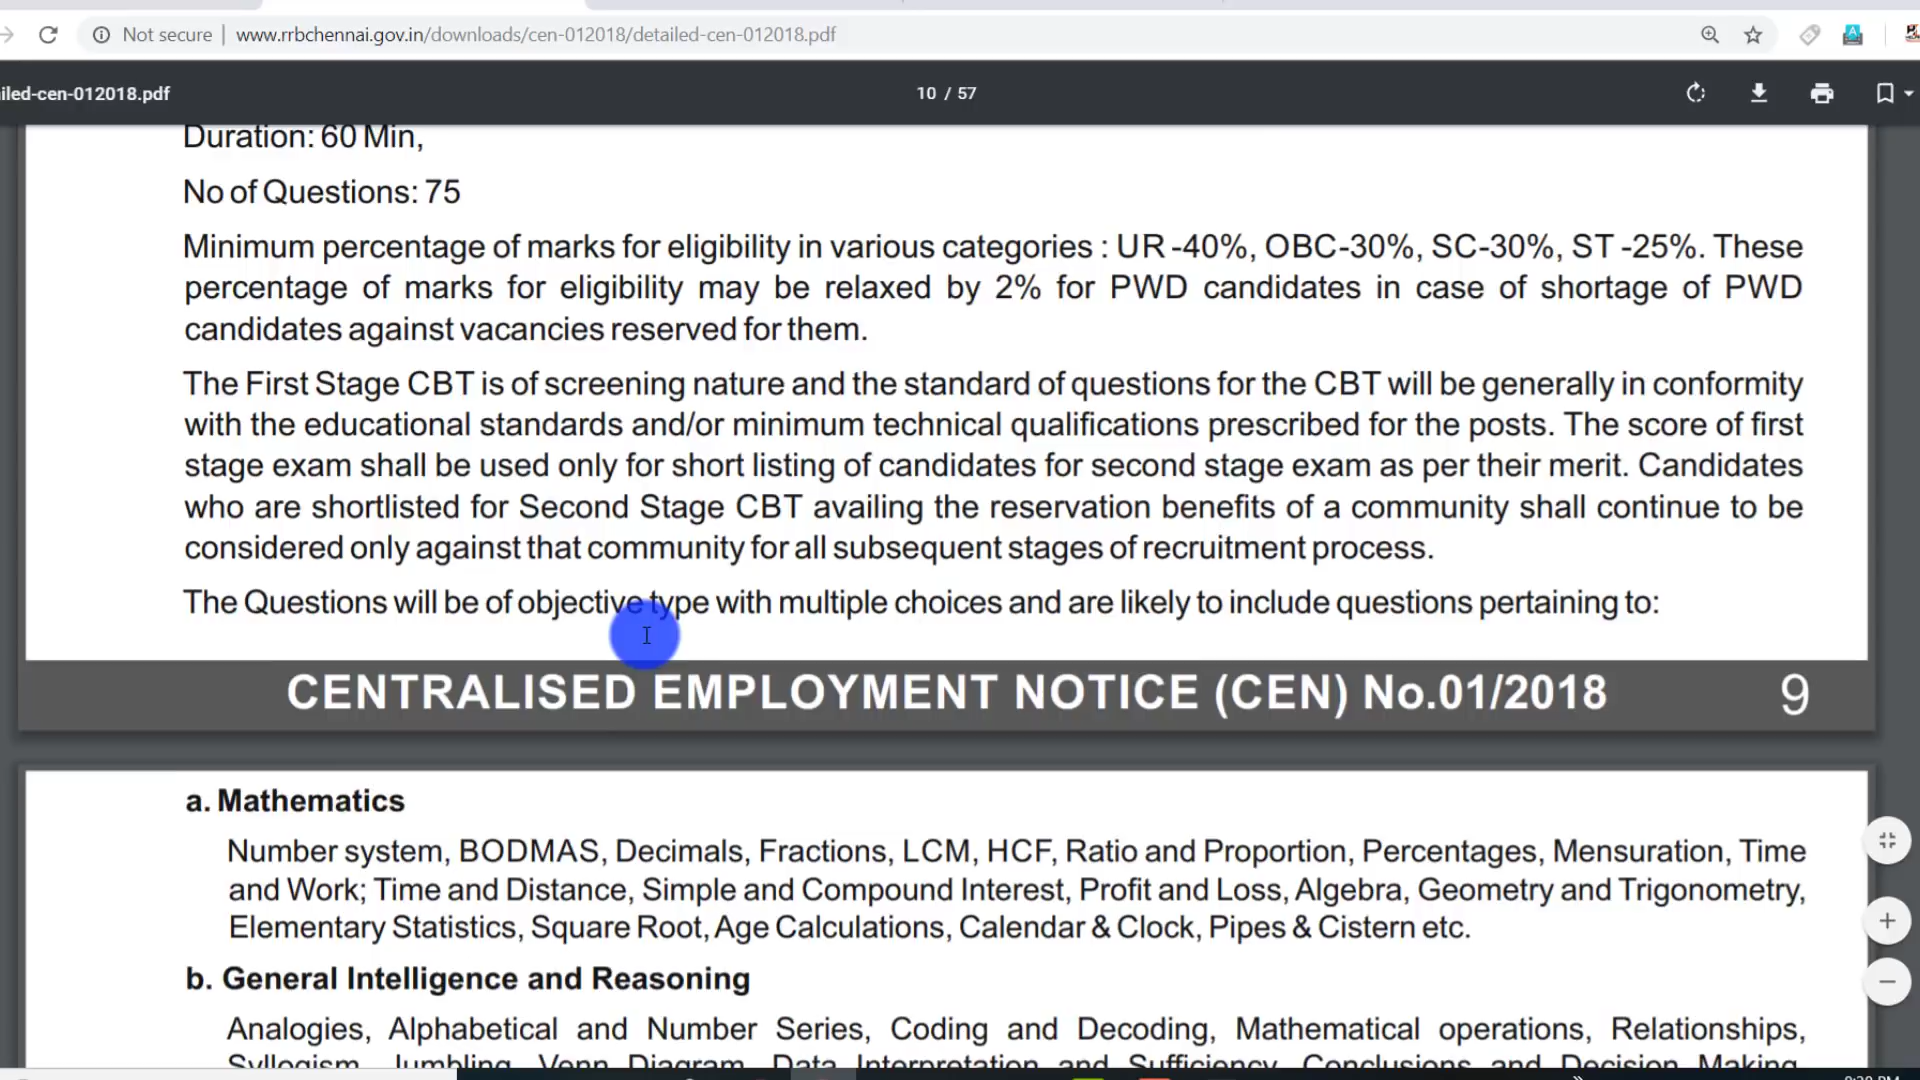 Not secure | www.rrbchennai.gov.in/downloads/cen-012018/detailed-cen-012018.pdf
iled-cen-012018.pdf
10 / 57
Duration: 60 Min,
No of Questions: 75
Minimum percentage of marks for eligibility in various categories : UR -40%, OBC-30%, SC-30%, ST -25%. These
percentage of marks for eligibility may be relaxed by 2% for PWD candidates in case of shortage of PWD
candidates against vacancies reserved for them.
The First Stage CBT is of screening nature and the standard of questions for the CBT will be generally in conformity
with the educational standards and/or minimum technical qualifications prescribed for the posts. The score of first
stage exam shall be used only for short listing of candidates for second stage exam as per their merit. Candidates
who are shortlisted for Second Stage CBT availing the reservation benefits of a community shall continue to be
considered only against that community for all subsequent stages of recruitment process.
The Questions will be of objective type with multiple choices and are likely to include questions pertaining to:
CENTRALISED EMPLOYMENT NOTICE (CEN) No.01/2018 9
a. Mathematics
Number system, BODMAS, Decimals, Fractions, LCM, HCF, Ratio and Proportion, Percentages, Mensuration, Time
and Work; Time and Distance, Simple and Compound Interest, Profit and Loss, Algebra, Geometry and Trigonometry,
Elementary Statistics, Square Root, Age Calculations, Calendar & Clock, Pipes & Cistern etc.
b. General Intelligence and Reasoning
Analogies, Alphabetical and Number Series, Coding and Decoding, Mathematical operations, Relationships,
Syllogism, Jumbling, Venn Diagram, Data Interpretation and Sufficiency, Conclusions and Decision Making,